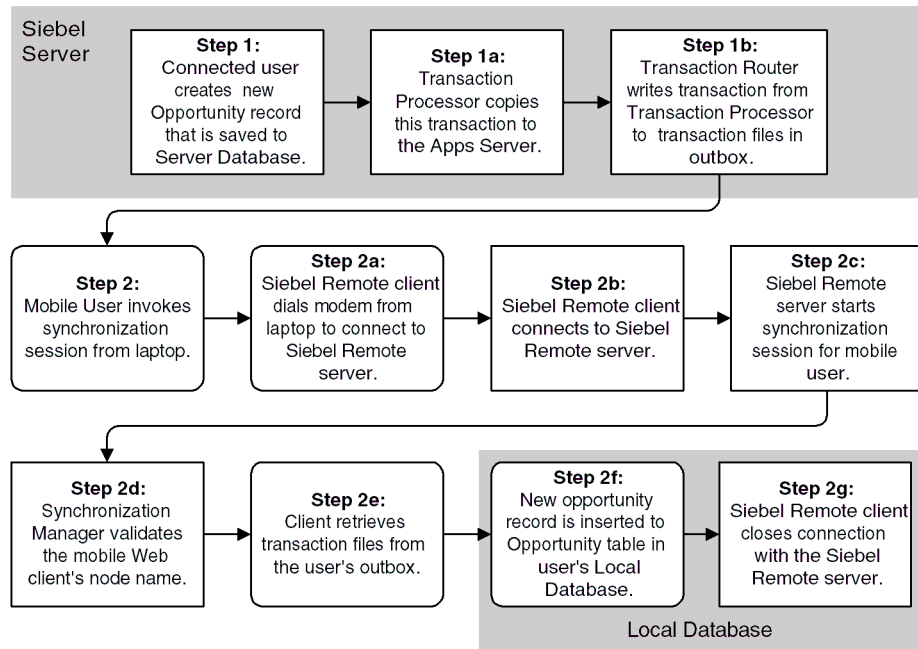 Siebel
Server
Step 1:
Connected user
creates new
Opportunity record
that is saved to
Server Database.
Step 1a:
Transaction
Processor copies
this transaction to
the Apps Server.
Step 1b:
Transaction Router
writes transaction from
Transaction Processor
to transaction files in
outbox.
Step 2:
Mobile User invokes
synchronization
session from laptop.
Step 2a:
Siebel Remote client
dials modem from
laptop to connect to
Siebel Remote
server.
Step 2b:
Siebel Remote client
connects to Siebel
Remote server.
Step 2c:
Siebel Remote
server starts
synchronization
session for mobile
user.
Step 2d:
Synchronization
Manager validates
the mobile Web
client's node name.
Step 2e:
Client retrieves
transaction files from
the user's outbox.
Step 2f:
New opportunity
record is inserted to
Opportunity table in
user's Local
Database.
Step 2g:
Siebel Remote client
closes connection
with the Siebel
Remote server.
Local Database